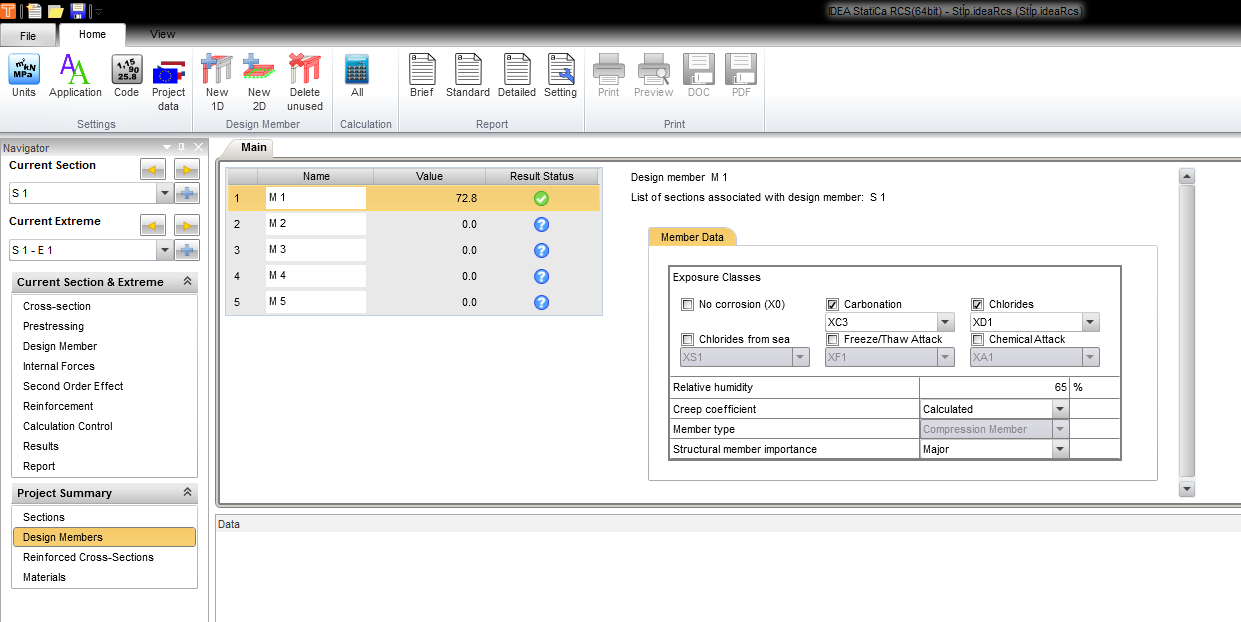 IDEA StatiCa RCS(64bit) - Stlp.ideaRcs (Stlp.ideaRcs)
File Home View
m³kN MPa 1,15 90 25.8
Units Application Code Project data New 1D New 2D Delete unused All Brief Standard Detailed Setting Print Preview DOC PDF
Settings Design Member Calculation Report Print
Navigator
Current Section
S 1
Current Extreme
S 1 - E 1
Current Section & Extreme
Cross-section
Prestressing
Design Member
Internal Forces
Second Order Effect
Reinforcement
Calculation Control
Results
Report
Project Summary
Sections
Design Members
Reinforced Cross-Sections
Materials
Main
Name Value Result Status
1 M 1 72.8
2 M 2 0.0 ?
3 M 3 0.0 ?
4 M 4 0.0 ?
5 M 5 0.0 ?
Design member M 1
List of sections associated with design member: S 1
Member Data
Exposure Classes
No corrosion (X0) Carbonation Chlorides
XC3 XD1
Chlorides from sea Freeze/Thaw Attack Chemical Attack
XS1 XF1 XA1
Relative humidity 65 %
Creep coefficient Calculated
Member type Compression Member
Structural member importance Major
Data